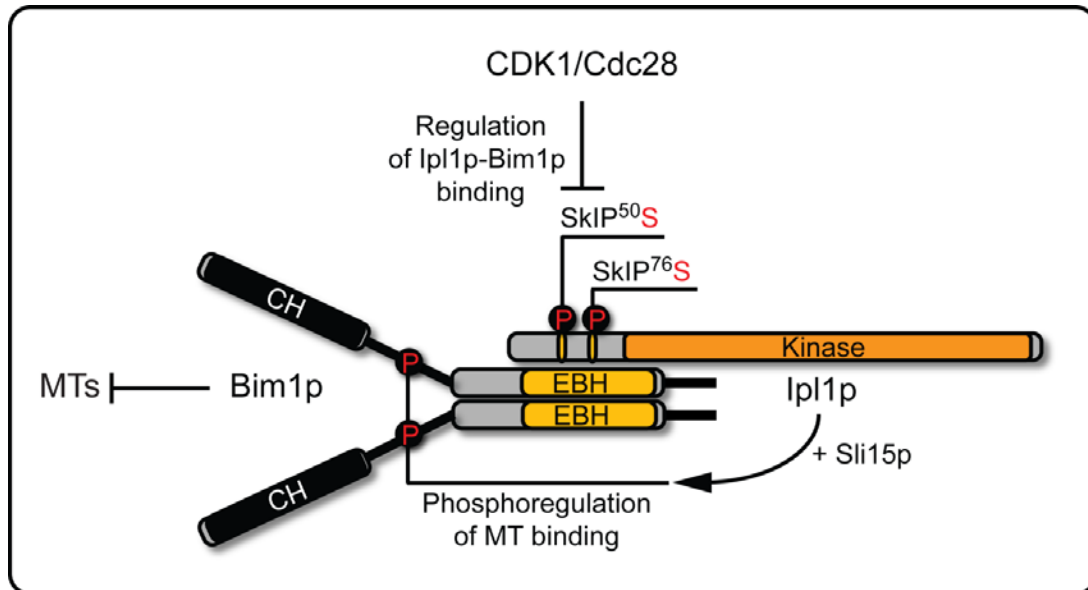 CDK1/Cdc28
Regulation
of Ipl1p-Bim1p
binding
SkIP⁵⁰S
SkIP⁷⁶S
CH
P
P
Kinase
P
MTs
Bim1p
EBH
Ipl1p
EBH
P
+ Sli15p
CH
Phosphoregulation
of MT binding